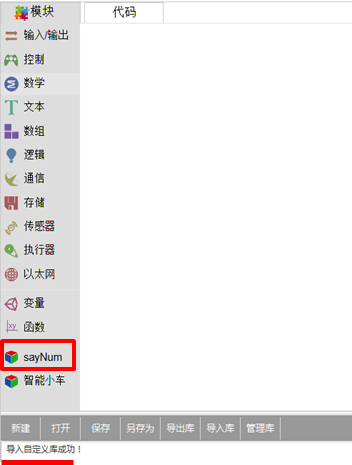 模块
代码
输入/输出
控制
数学
文本
数组
逻辑
通信
存储
传感器
执行器
以太网
变量
xy
函数
sayNum
智能小车
新建 打开 保存 另存为 导出库 导入库 管理库
导入自定义库成功！